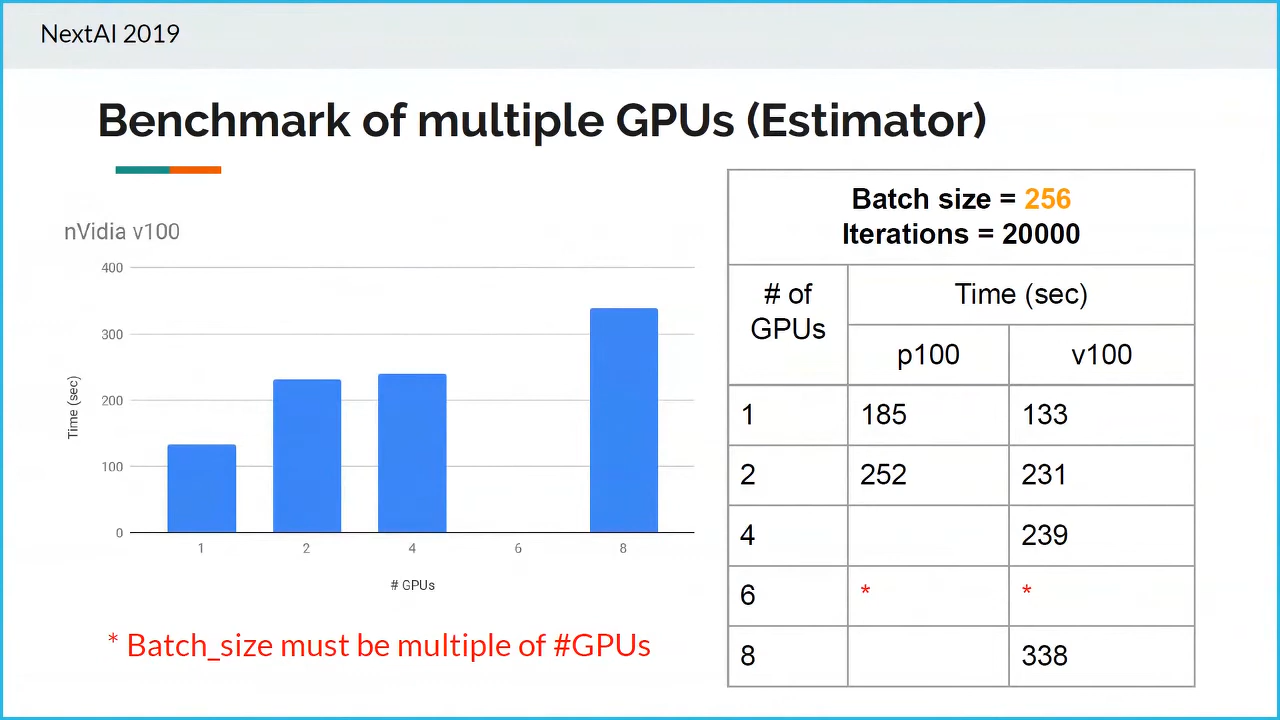 NextAI 2019
Benchmark of multiple GPUs (Estimator)
nVidia v100
400
300
200
100
0
Time (sec)
1 2 4 6 8
# GPUs
* Batch_size must be multiple of #GPUs
Batch size = 256
Iterations = 20000
# of
GPUs
Time (sec)
p100 v100
1 185 133
2 252 231
4 239
6 * *
8 338